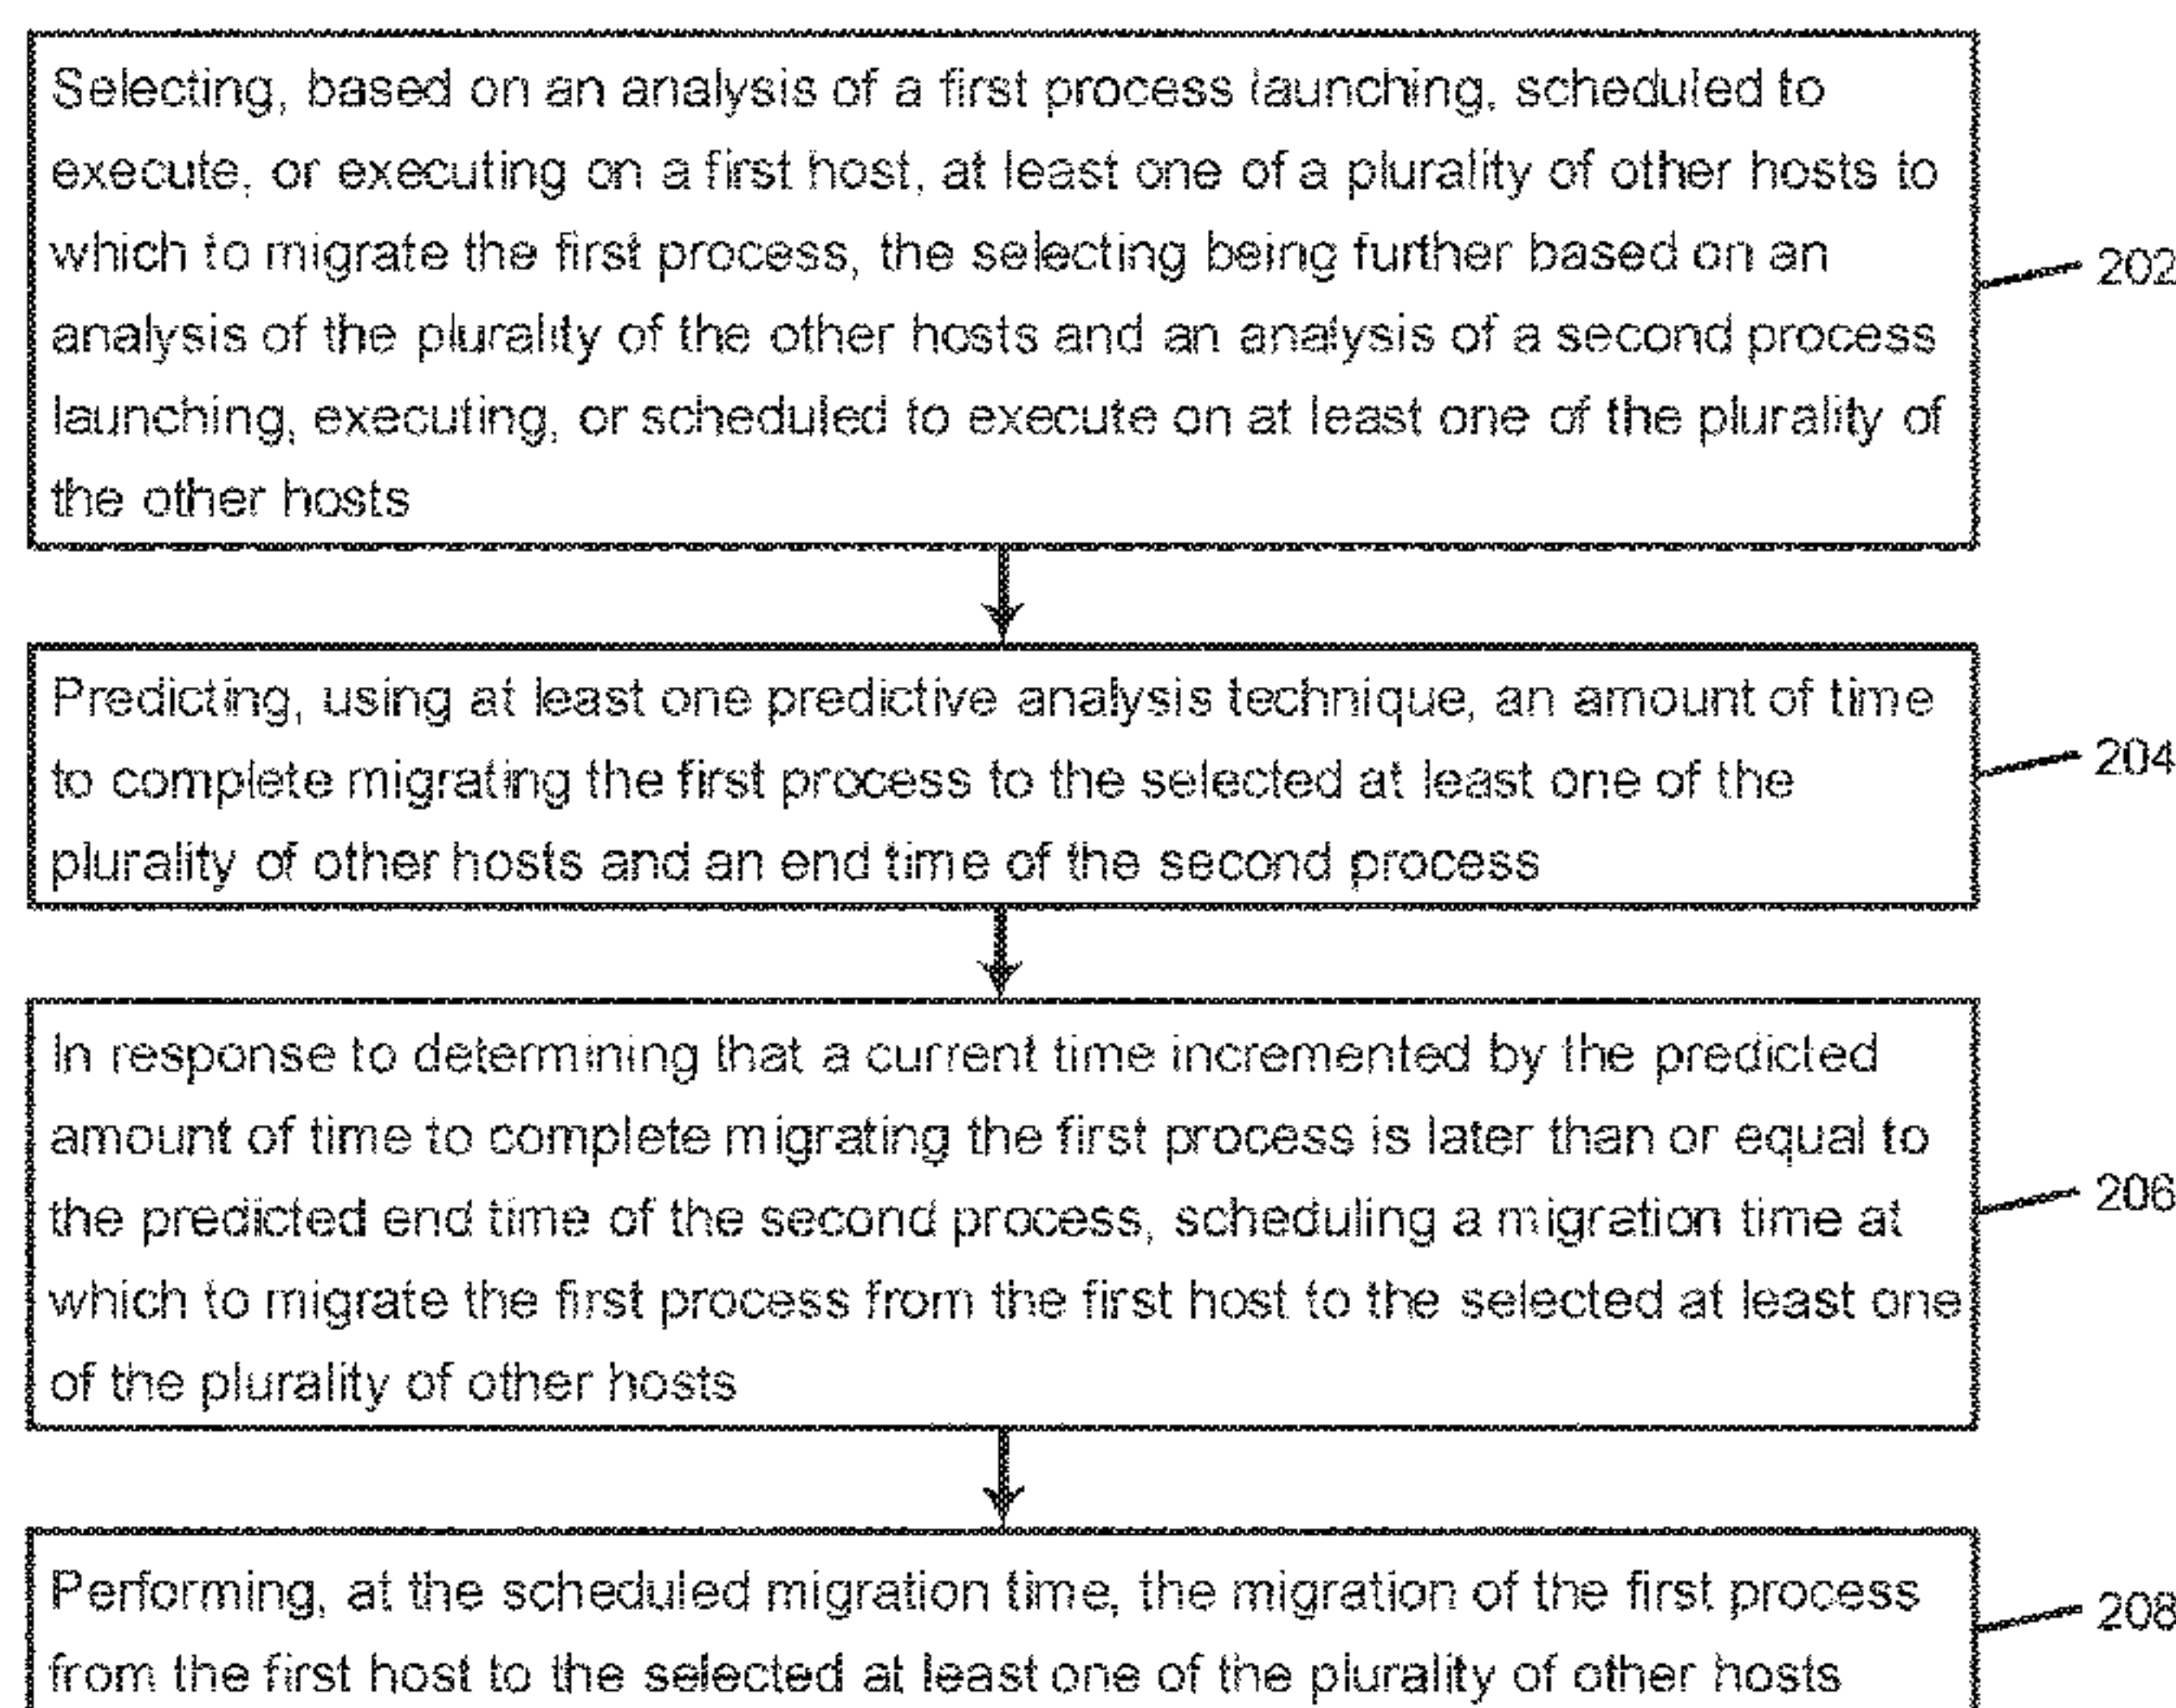 Selecting, based on an analysis of a first process launching, scheduled to
execute, or executing on a first host, at least one of a plurality of other hosts to
which to migrate the first process, the selecting being further based on an
analysis of the plurality of the other hosts and an analysis of a second process
launching, executing, or scheduled to execute on at least one of the plurality of
the other hosts
202
Predicting, using at least one predictive analysis technique, an amount of time
to complete migrating the first process to the selected at least one of the
plurality of other hosts and an end time of the second process
204
In response to determining that a current time incremented by the predicted
amount of time to complete migrating the first process is later than or equal to
the predicted end time of the second process, scheduling a migration time at
which to migrate the first process from the first host to the selected at least one
of the plurality of other hosts
206
Performing, at the scheduled migration time, the migration of the first process
from the first host to the selected at least one of the plurality of other hosts
208